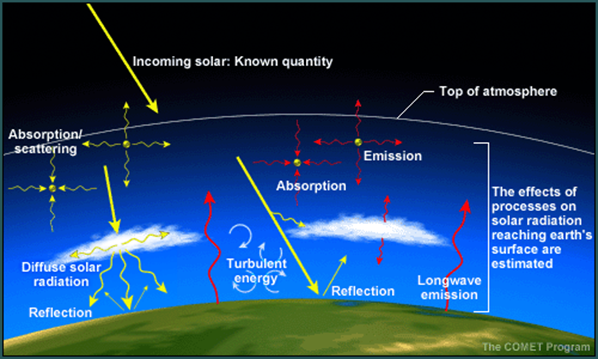 Incoming solar: Known quantity
Top of atmosphere
Absorption/
scattering
Emission
Absorption
The effects of
processes on
solar radiation
reaching earth's
surface are
estimated
Diffuse solar
radiation
Turbulent
energy
Longwave
emission
Reflection
Reflection
The COMET Program